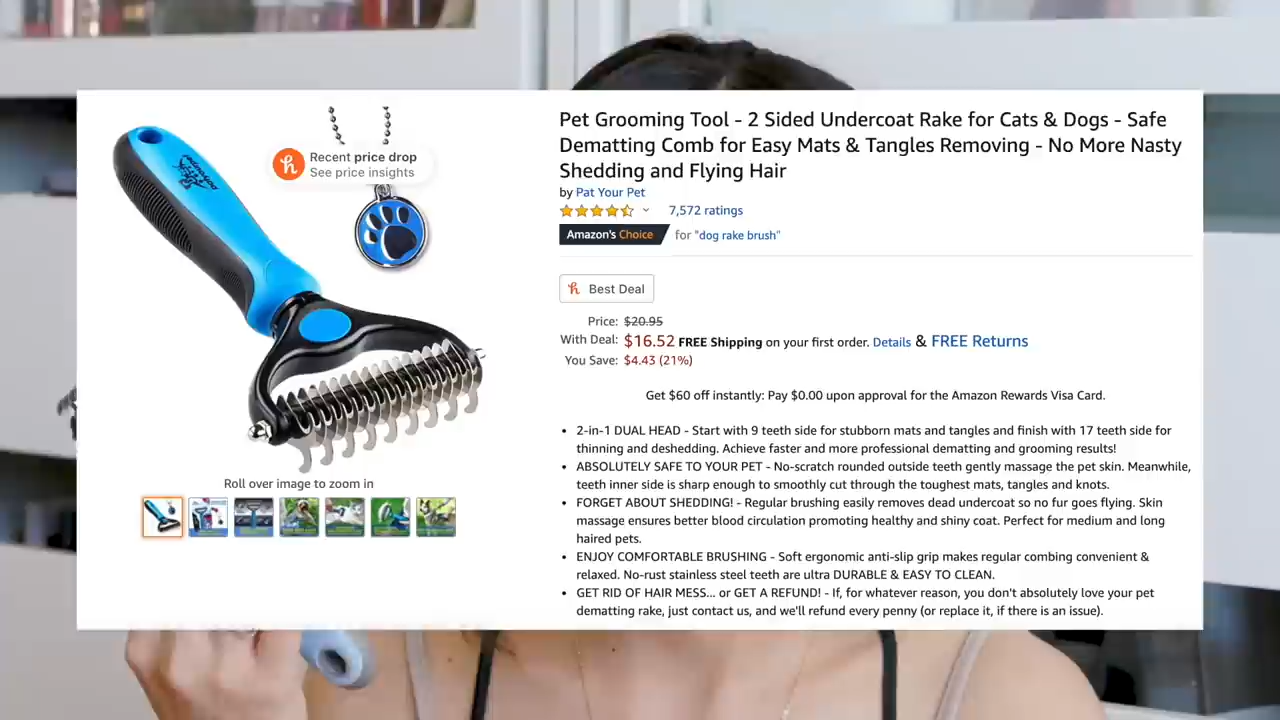 Recent price drop
See price insights
Roll over image to zoom in
Pet Grooming Tool - 2 Sided Undercoat Rake for Cats & Dogs - Safe
Dematting Comb for Easy Mats & Tangles Removing - No More Nasty
Shedding and Flying Hair
by Pat Your Pet
7,572 ratings
Amazon's Choice for "dog rake brush"
Best Deal
Price: $20.95
With Deal: $16.52 FREE Shipping on your first order. Details & FREE Returns
You Save: $4.43 (21%)
Get $60 off instantly: Pay $0.00 upon approval for the Amazon Rewards Visa Card.
• 2-in-1 DUAL HEAD - Start with 9 teeth side for stubborn mats and tangles and finish with 17 teeth side for
thinning and deshedding. Achieve faster and more professional dematting and grooming results!
• ABSOLUTELY SAFE TO YOUR PET - No-scratch rounded outside teeth gently massage the pet skin. Meanwhile,
teeth inner side is sharp enough to smoothly cut through the toughest mats, tangles and knots.
• FORGET ABOUT SHEDDING! - Regular brushing easily removes dead undercoat so no fur goes flying. Skin
massage ensures better blood circulation promoting healthy and shiny coat. Perfect for medium and long
haired pets.
• ENJOY COMFORTABLE BRUSHING - Soft ergonomic anti-slip grip makes regular combing convenient &
relaxed. No-rust stainless steel teeth are ultra DURABLE & EASY TO CLEAN.
• GET RID OF HAIR MESS... or GET A REFUND! - If, for whatever reason, you don't absolutely love your pet
dematting rake, just contact us, and we'll refund every penny (or replace it, if there is an issue).